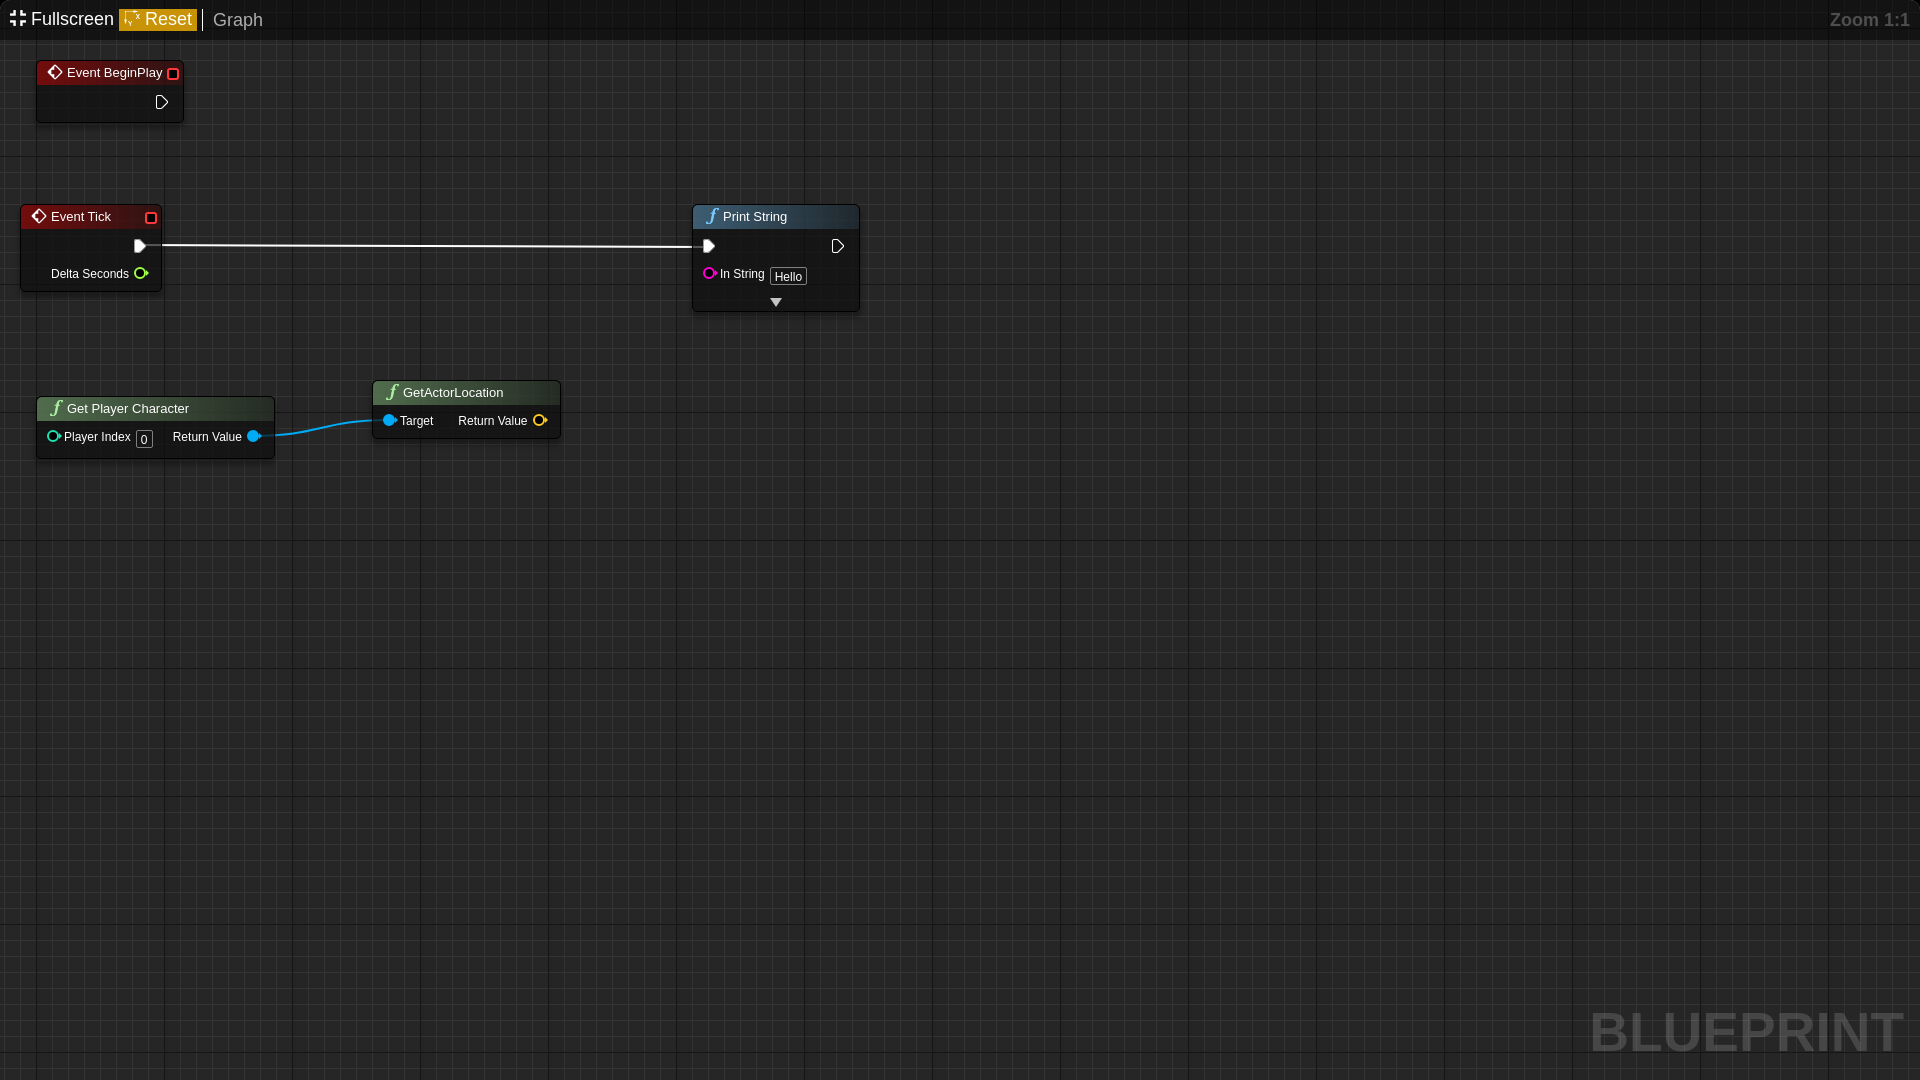 Fullscreen Reset Graph Zoom 1:1
Event BeginPlay
Event Tick
Delta Seconds
Print String
In String Hello
GetActorLocation
Target Return Value
Get Player Character
Player Index 0 Return Value
BLUEPRINT